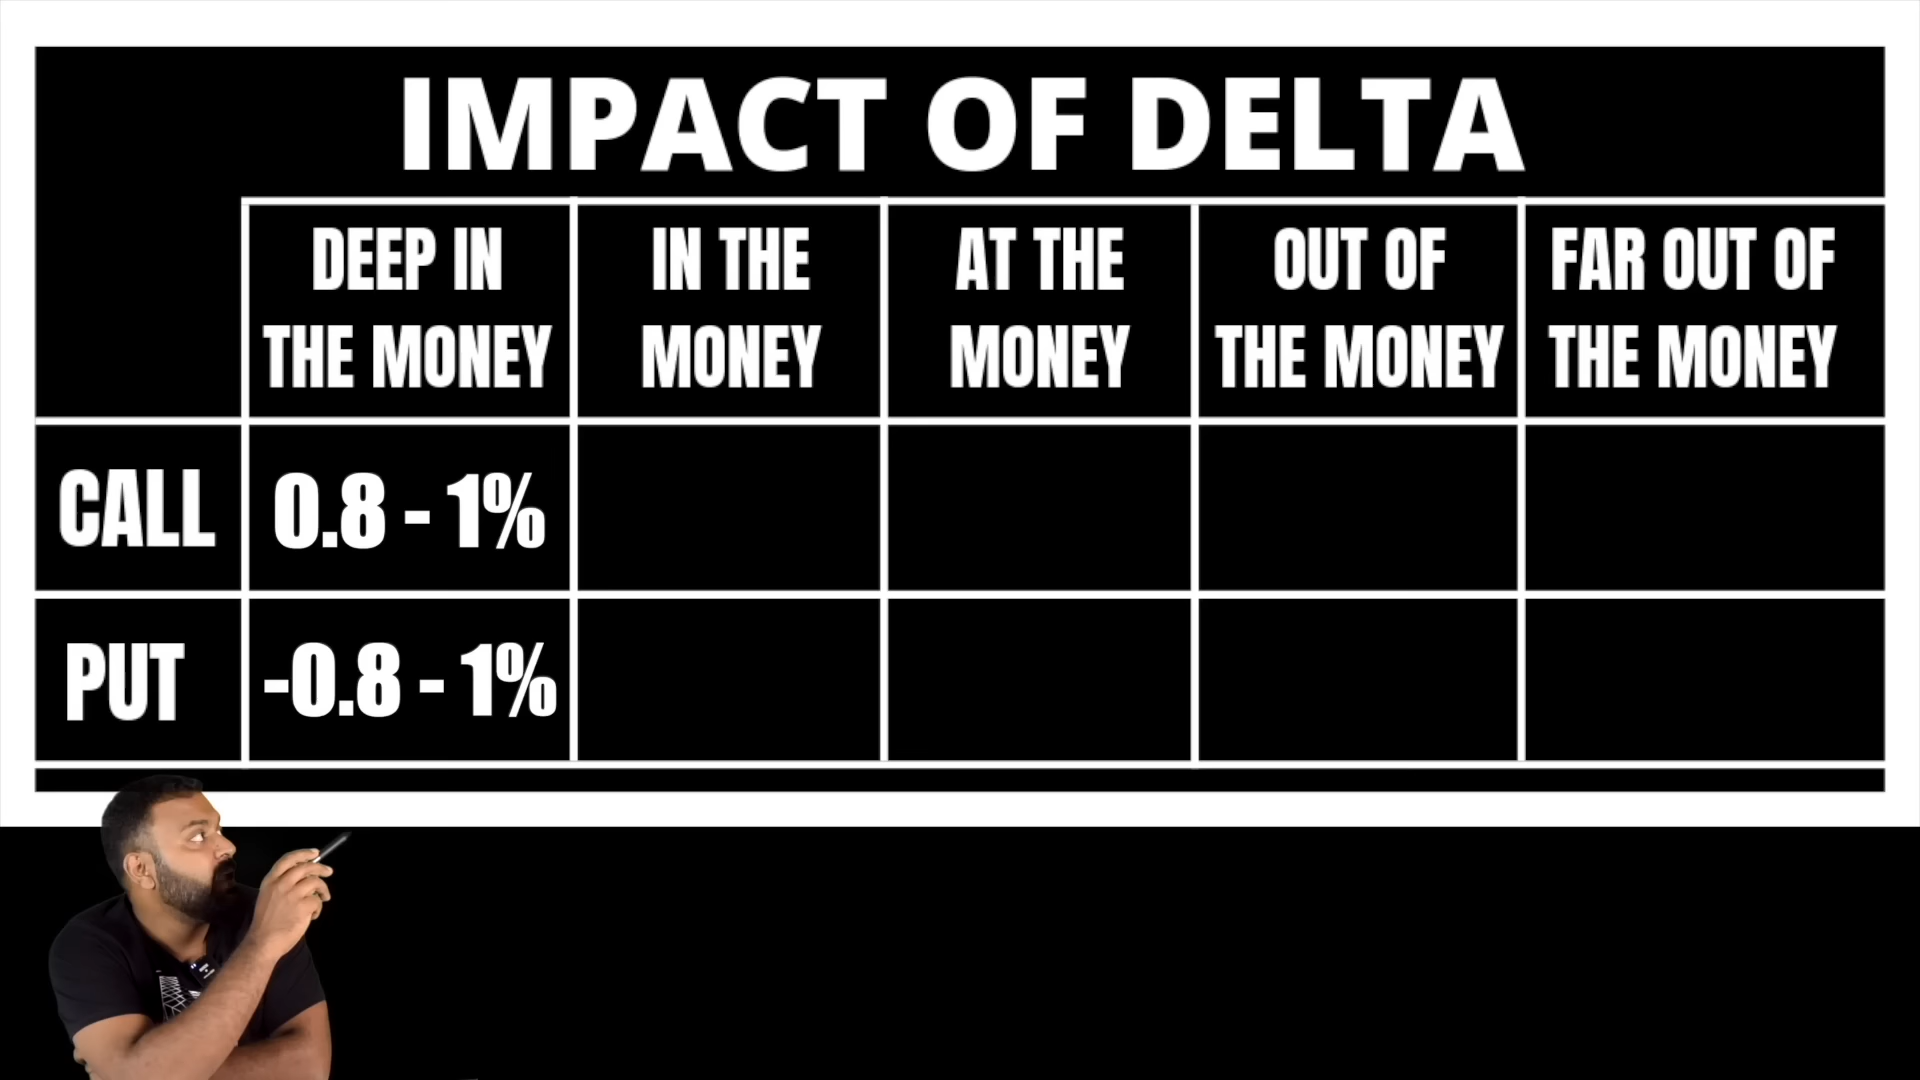 IMPACT OF DELTA
DEEP IN
THE MONEY
IN THE
MONEY
AT THE
MONEY
OUT OF
THE MONEY
FAR OUT OF
THE MONEY
CALL
0.8 - 1%
PUT
-0.8 - 1%